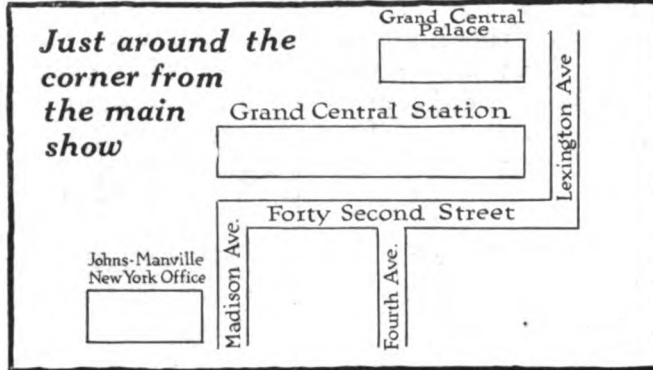 Just around the
corner from
the main
show
Grand Central
Palace
Grand Central Station
Lexington Ave
Forty Second Street
Johns-Manville
New York Office
Madison Ave.
Fourth Ave.